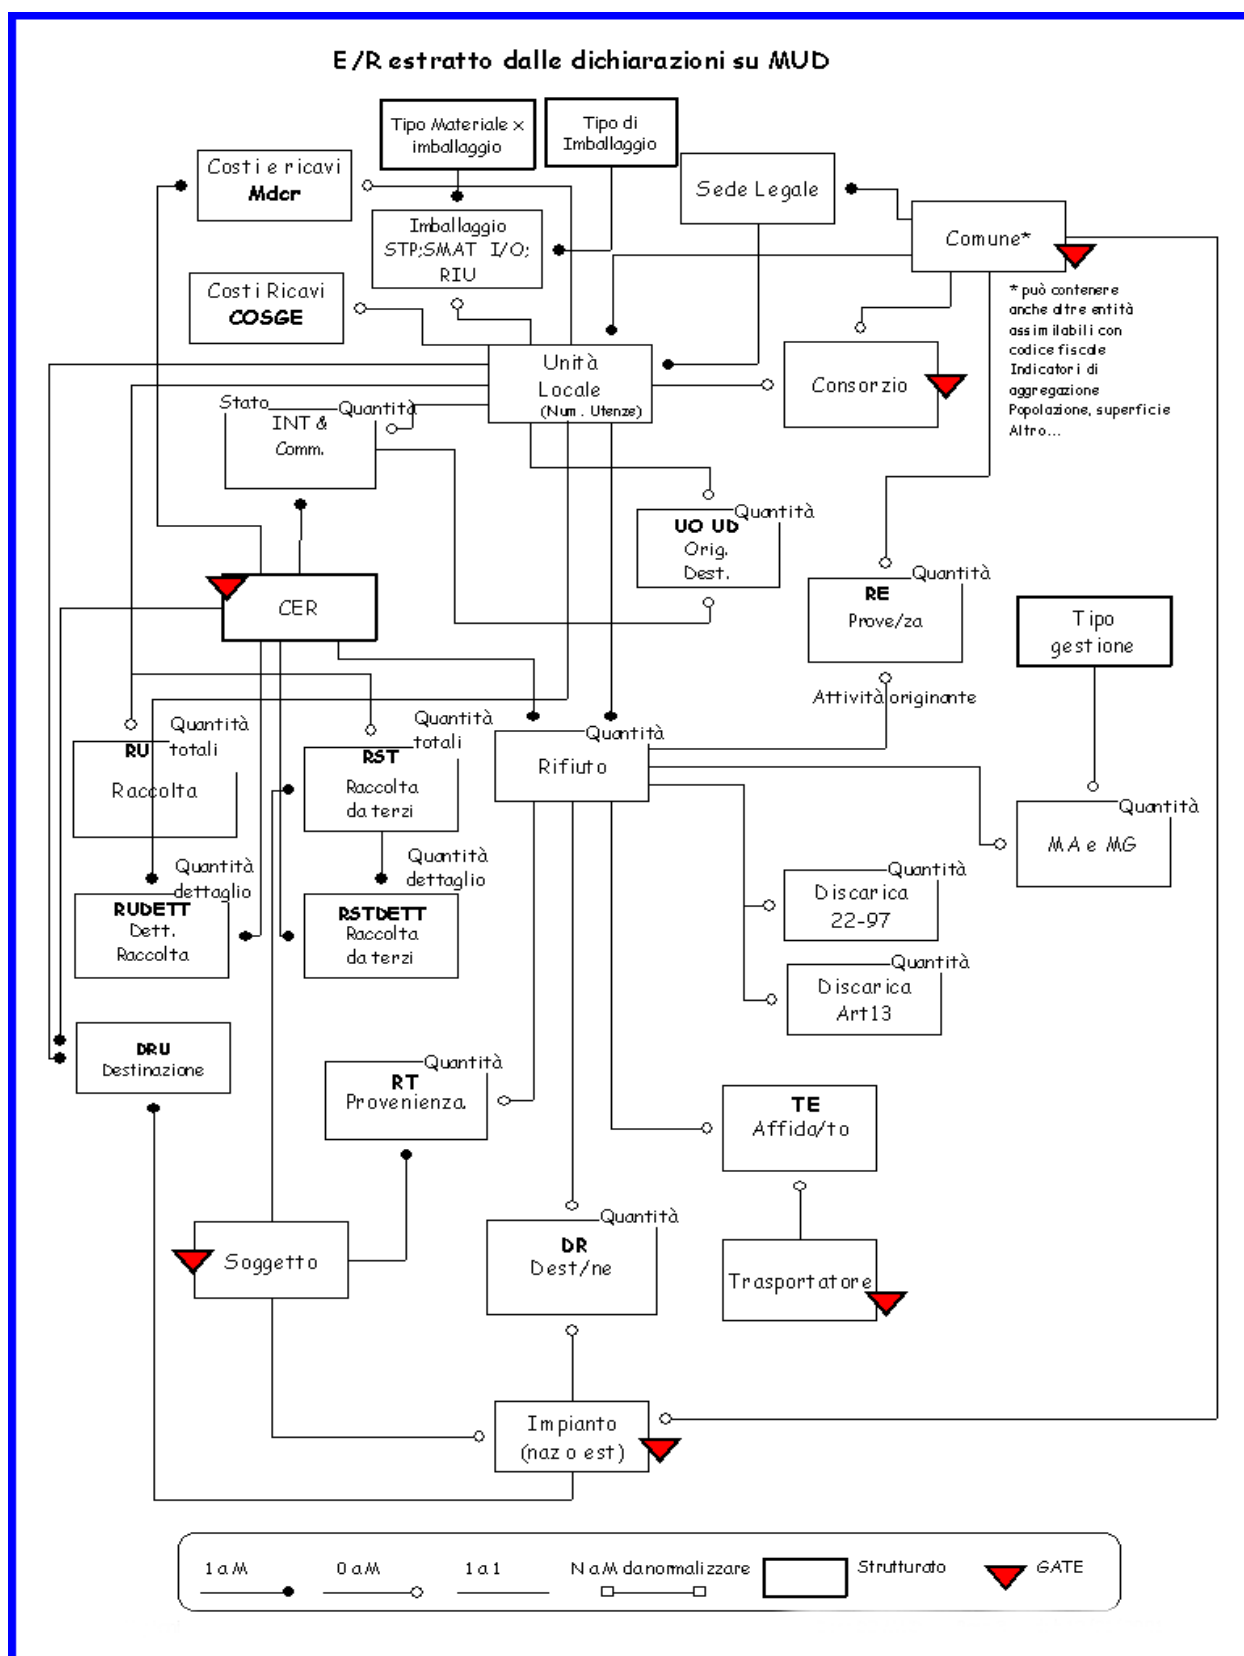 E/R estratto dalle dichiarazioni su MUD
Tipo Materiale x
imballaggio
Tipo di
Imballaggio
Costi e ricavi
Mdcr
Sede Legale
Imballaggio
STP;SMAT I/O;
RIU
Comune*
Costi Ricavi
COSGE
* può contenere
anche altre entità
assimilabili con
codice fiscale
Indicatori di
aggregazione
Popolazione, superficie
Altro...
Unità
Locale
(Num. Utenze)
Consorzio
Stato
Quantità
INT &
Comm.
Quantità
UO UD
Orig.
Dest.
Quantità
RE
Prove/za
CER
Tipo
gestione
Attività originante
Quantità
totali
RU
Raccolta
Quantità
totali
RST
Raccolta
da terzi
Quantità
Rifiuto
Quantità
MA e MG
Quantità
dettaglio
RUDETT
Dett.
Raccolta
Quantità
dettaglio
RSTDETT
Raccolta
da terzi
Quantità
Discarica
22-97
Quantità
Discarica
Art13
DRU
Destinazione
Quantità
RT
Provenienza.
TE
Affida/to
Soggetto
Quantità
DR
Dest/ne
Trasportatore
Impianto
(naz o est)
1 a M
0 a M
1 a 1
N a M da normalizzare
Strutturato
GATE